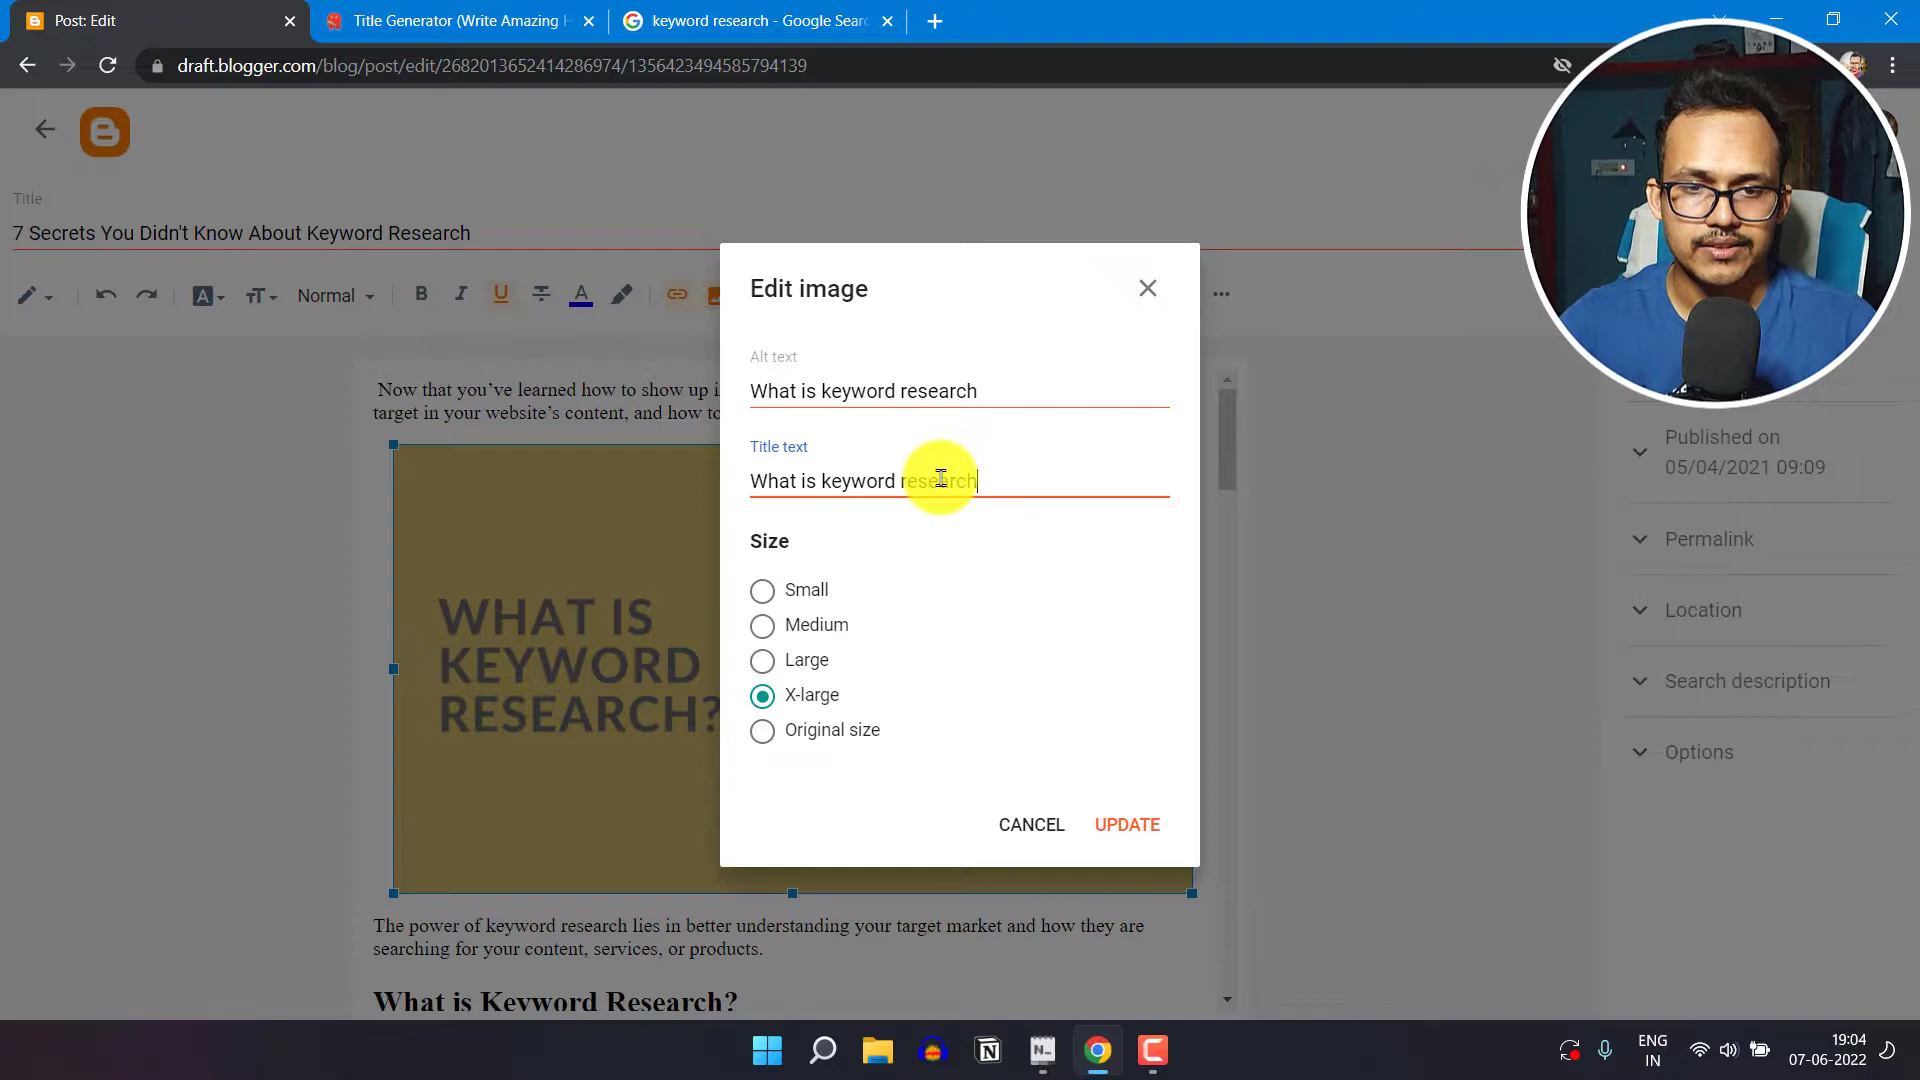 Post: Edit
Title Generator (Write Amazing H
keyword research - Google Searc
draft.blogger.com/blog/post/edit/2682013652414286974/1356423494585794139
Title
7 Secrets You Didn't Know About Keyword Research
Normal
Edit image
Alt text
What is keyword research
Title text
What is keyword research
Size
Small
Medium
Large
X-large
Original size
CANCEL
UPDATE
Now that you’ve learned how to show up i
target in your website’s content, and how to
WHAT IS
KEYWORD
RESEARCH?
The power of keyword research lies in better understanding your target market and how they are
searching for your content, services, or products.
What is Keyword Research?
Published on
05/04/2021 09:09
Permalink
Location
Search description
Options
ENG
IN
19:04
07-06-2022